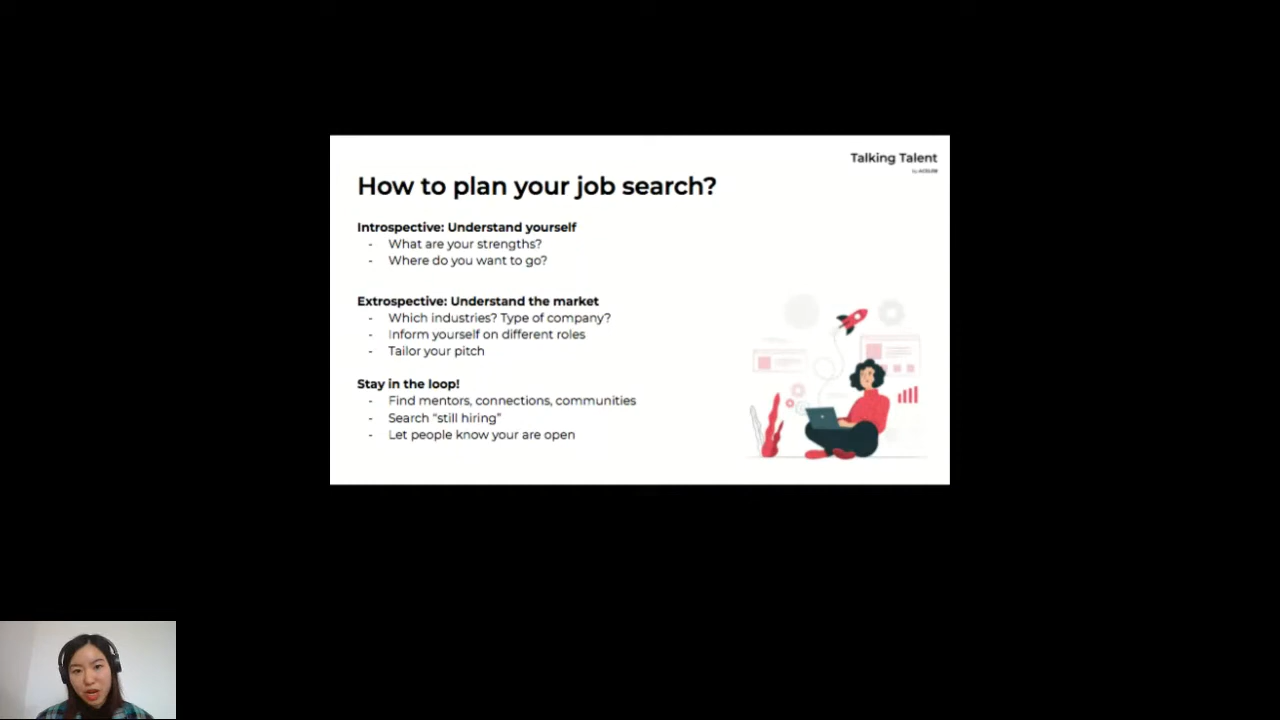 Talking Talent
How to plan your job search?
Introspective: Understand yourself
- What are your strengths?
- Where do you want to go?
Extrospective: Understand the market
- Which industries? Type of company?
- Inform yourself on different roles
- Tailor your pitch
Stay in the loop!
- Find mentors, connections, communities
- Search “still hiring”
- Let people know your are open